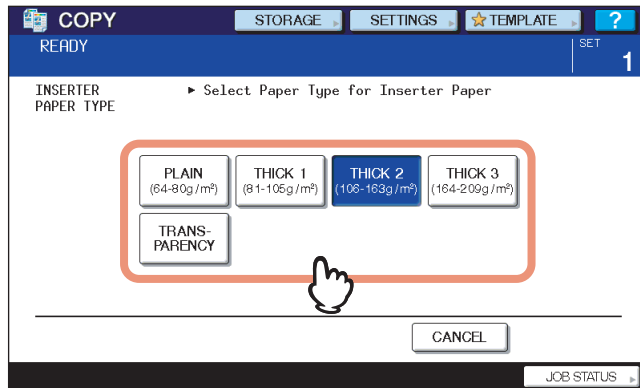 COPY
STORAGE
SETTINGS
TEMPLATE
?
READY
SET
1
INSERTER
PAPER TYPE
▶ Select Paper Type for Inserter Paper
PLAIN
(64-80g/m²)
THICK 1
(81-105g/m²)
THICK 2
(106-163g/m²)
THICK 3
(164-209g/m²)
TRANS-
PARENCY
CANCEL
JOB STATUS